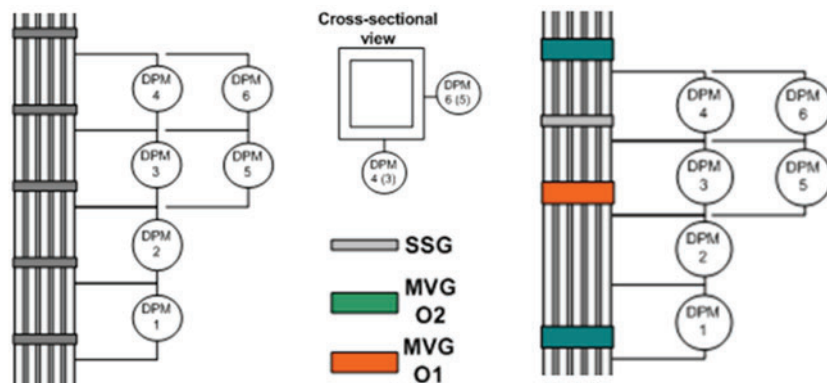 Cross-sectional
view
DPM
4
DPM
6
DPM
3
DPM
5
DPM
2
DPM
1
DPM
6 (5)
DPM
4 (3)
SSG
MVG
O2
MVG
O1
DPM
4
DPM
6
DPM
3
DPM
5
DPM
2
DPM
1